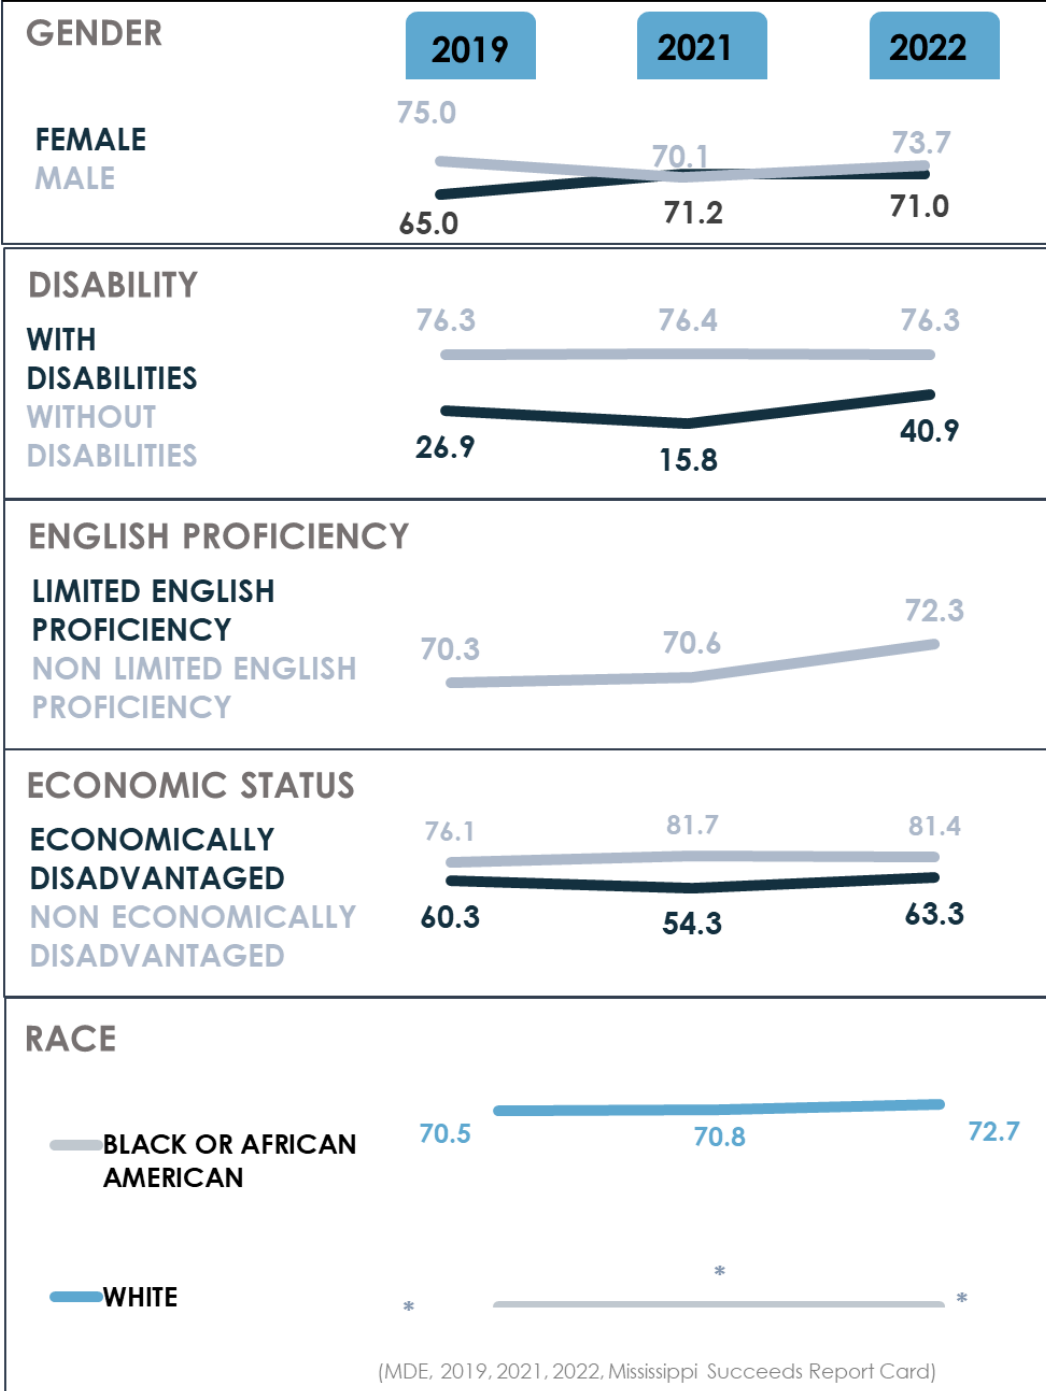 GENDER
2019 2021 2022
FEMALE
MALE
75.0 70.1 73.7
65.0 71.2 71.0
DISABILITY
WITH
DISABILITIES
WITHOUT
DISABILITIES
76.3 76.4 76.3
26.9 15.8 40.9
ENGLISH PROFICIENCY
LIMITED ENGLISH
PROFICIENCY
NON LIMITED ENGLISH
PROFICIENCY
70.3 70.6 72.3
ECONOMIC STATUS
ECONOMICALLY
DISADVANTAGED
NON ECONOMICALLY
DISADVANTAGED
76.1 81.7 81.4
60.3 54.3 63.3
RACE
BLACK OR AFRICAN
AMERICAN
70.5 70.8 72.7
WHITE
* * *
(MDE, 2019, 2021, 2022, Mississippi Succeeds Report Card)